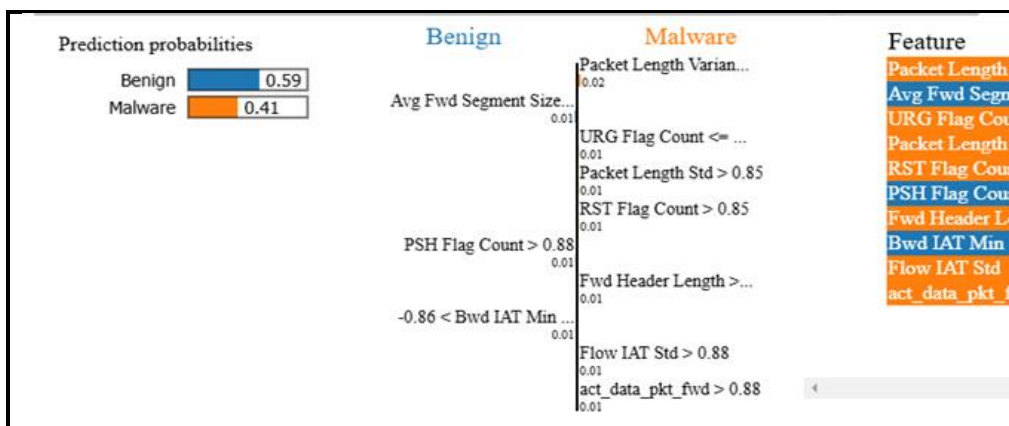 Prediction probabilities
Benign 0.59
Malware 0.41
Benign Malware
Packet Length Varian...
0.02
Avg Fwd Segment Size...
0.01
URG Flag Count <= ...
0.01
Packet Length Std > 0.85
0.01
RST Flag Count > 0.85
0.01
PSH Flag Count > 0.88
0.01
Fwd Header Length >...
0.01
-0.86 < Bwd IAT Min ...
0.01
Flow IAT Std > 0.88
0.01
act_data_pkt_fwd > 0.88
0.01
Feature
Packet Length
Avg Fwd Segn
URG Flag Cou
Packet Length
RST Flag Cou
PSH Flag Cou
Fwd Header L
Bwd IAT Min
Flow IAT Std
act_data_pkt_f